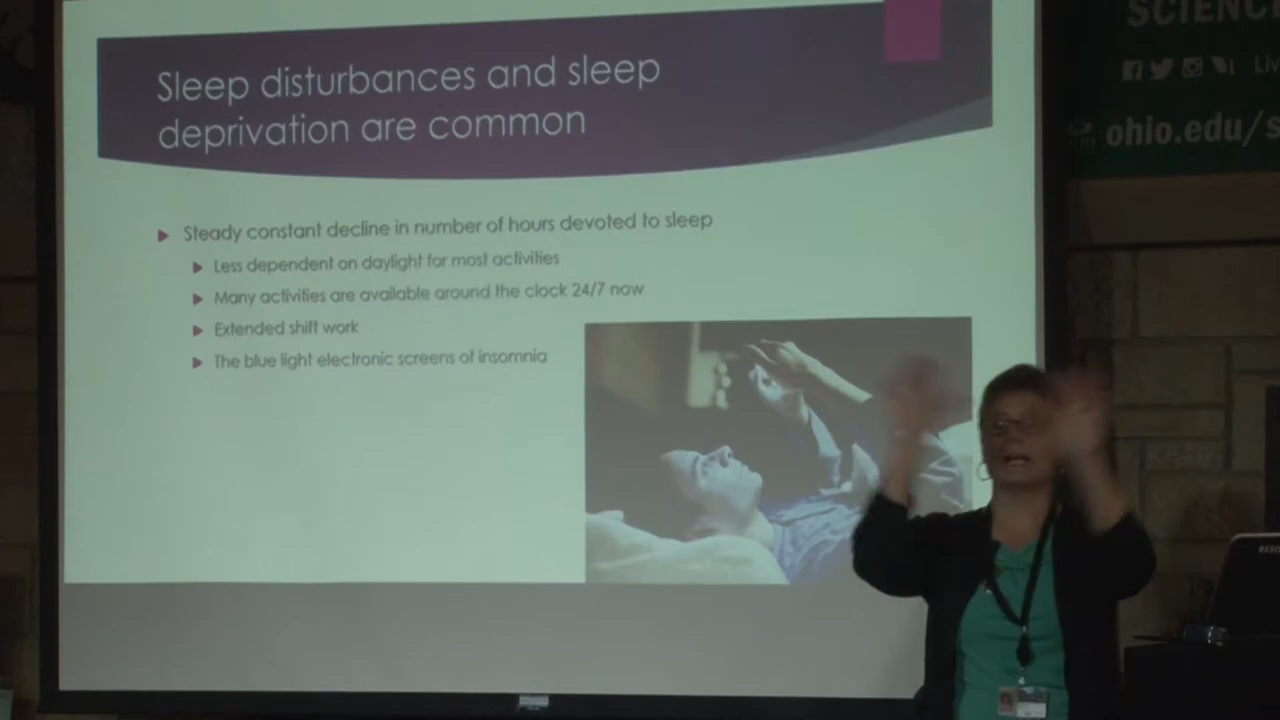 Sleep disturbances and sleep
deprivation are common
Steady constant decline in number of hours devoted to sleep
Less dependent on daylight for most activities
Many activities are available around the clock 24/7 now
Extended shift work
The blue light electronic screens of insomnia
SCIENC
Liv
ohio.edu/s